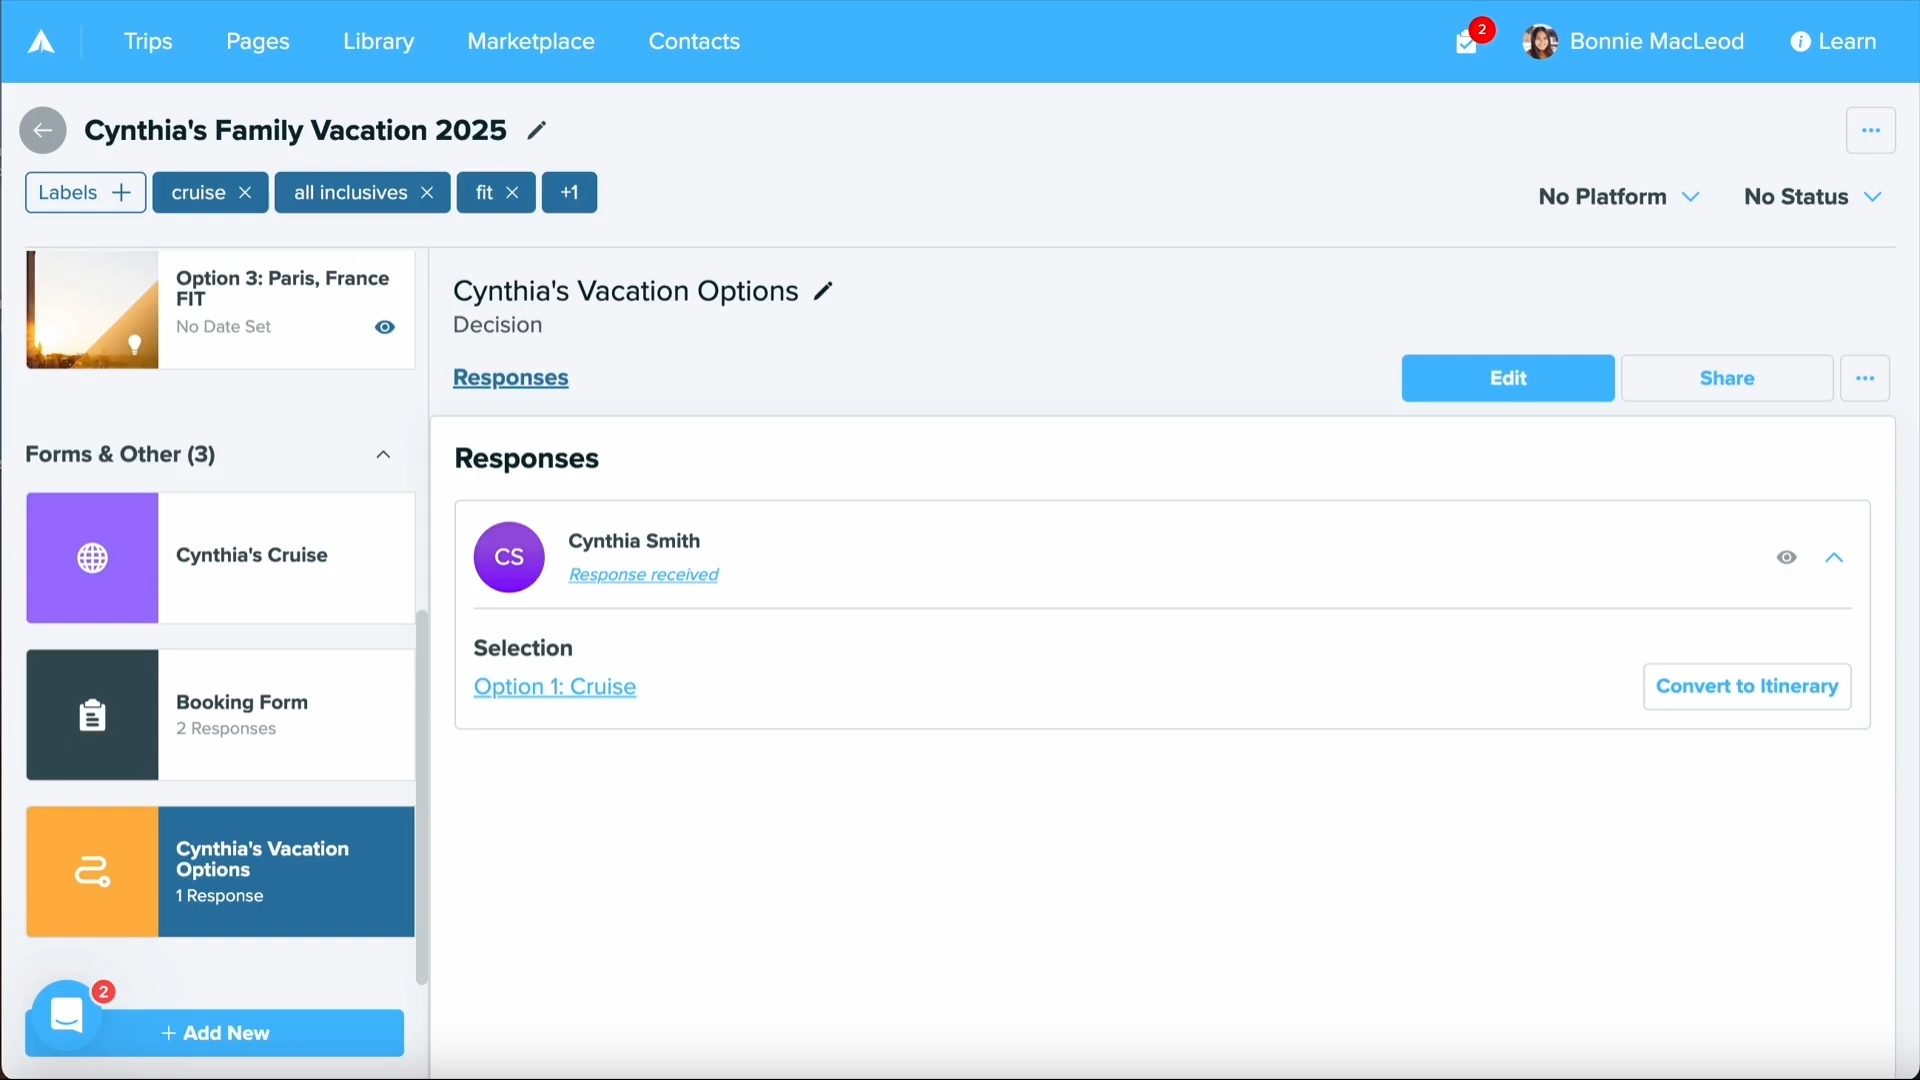 Trips
Pages
Library
Marketplace
Contacts
2
Bonnie MacLeod
Learn
Cynthia's Family Vacation 2025
Labels
cruise
all inclusives
fit
+1
No Platform
No Status
Option 3: Paris, France
FIT
No Date Set
Forms & Other (3)
Cynthia's Cruise
Booking Form
2 Responses
Cynthia's Vacation
Options
1 Response
2
+ Add New
Cynthia's Vacation Options
Decision
Responses
Edit
Share
Responses
CS
Cynthia Smith
Response received
Selection
Option 1: Cruise
Convert to Itinerary